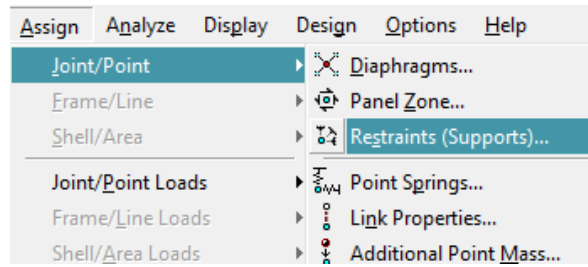 Assign Analyze Display Design Options Help
Joint/Point
Frame/Line
Shell/Area
Joint/Point Loads
Frame/Line Loads
Shell/Area Loads
Diaphragms...
Panel Zone...
Restraints (Supports)...
Point Springs...
Link Properties...
Additional Point Mass...